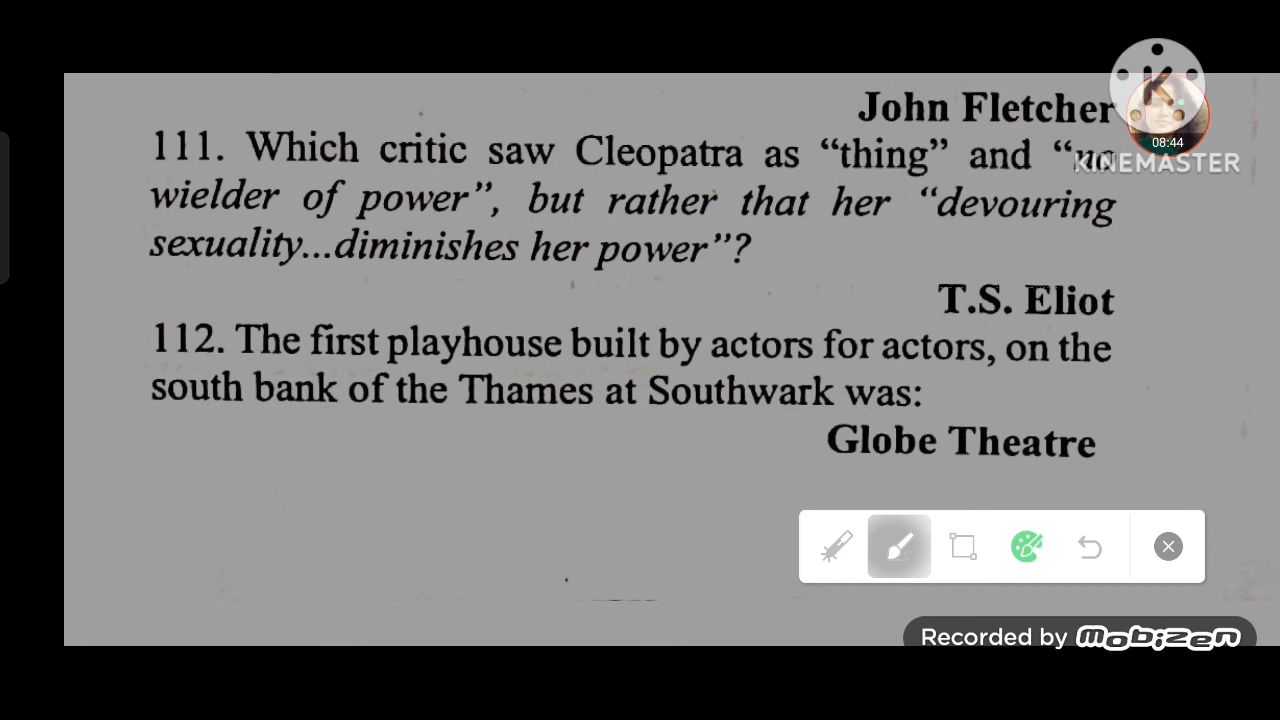 John Fletcher
08:44
KINEMASTER
111. Which critic saw Cleopatra as “thing” and “no
wielder of power”, but rather that her “devouring
sexuality...diminishes her power”?
T.S. Eliot
112. The first playhouse built by actors for actors, on the
south bank of the Thames at Southwark was:
Globe Theatre
Recorded by mobizen